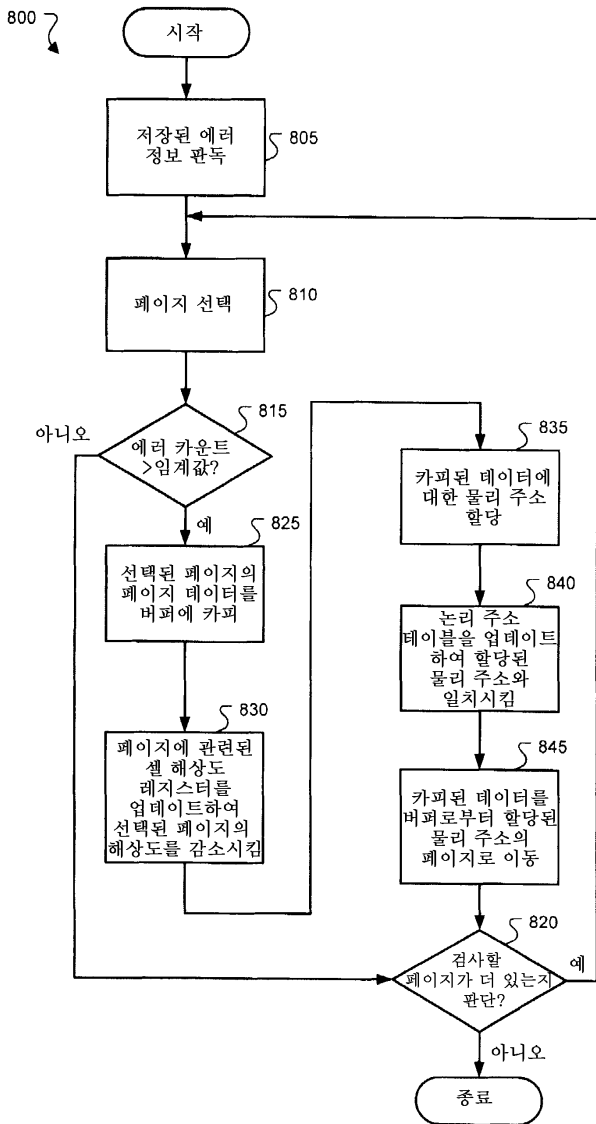 800
시작
저장된 에러
정보 판독
805
페이지 선택
810
815
아니오
에러 카운트
>임계값?
예
825
선택된 페이지의
페이지 데이터를
버퍼에 카피
830
페이지에 관련된
셀 해상도
레지스터를
업데이트하여
선택된 페이지의
해상도를 감소시킴
835
카피된 데이터에
대한 물리 주소
할당
840
논리 주소
테이블을 업데이트
하여 할당된
물리 주소와
일치시킴
845
카피된 데이터를
버퍼로부터 할당된
물리 주소의
페이지로 이동
820
검사할
페이지가 더 있는지
판단?
예
아니오
종료